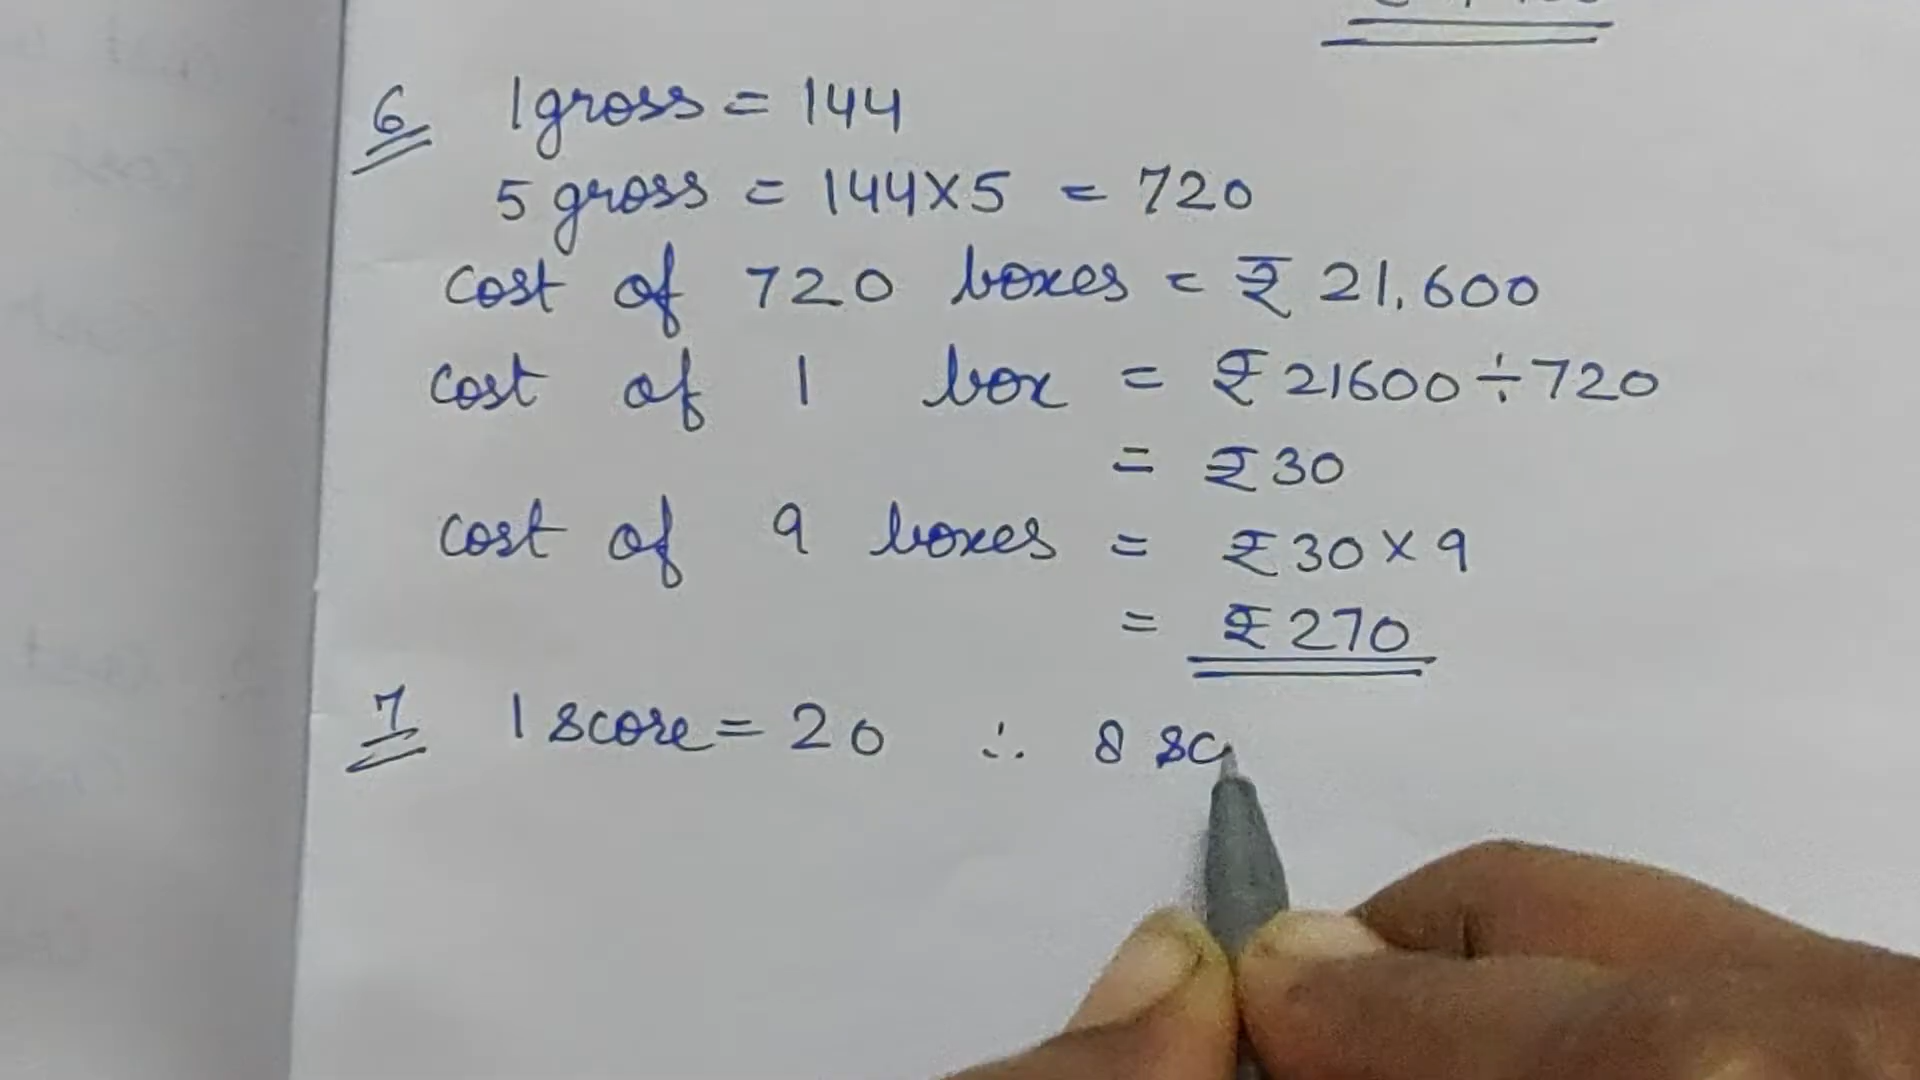 6 1 gross = 144
5 gross = 144 × 5 = 720
cost of 720 boxes = ₹ 21,600
cost of 1 box = ₹ 21600 ÷ 720
= ₹ 30
cost of 9 boxes = ₹ 30 × 9
= ₹ 270
7 1 score = 20 ∴ 8 sc